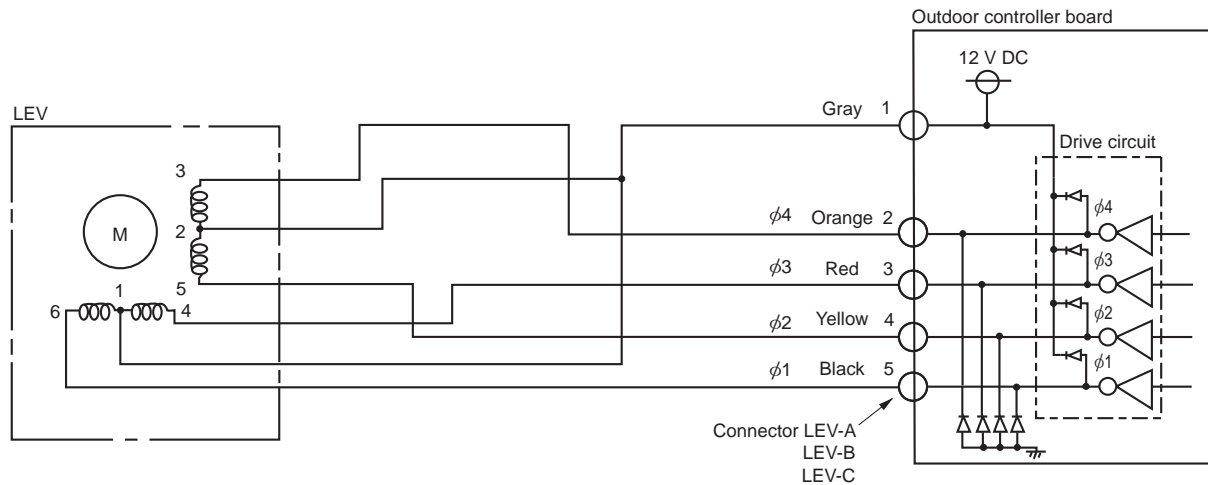 Outdoor controller board
12 V DC
LEV
Gray 1
Drive circuit
3
M
2
5
1
6
4
ϕ4 Orange 2
ϕ3 Red 3
ϕ2 Yellow 4
ϕ1 Black 5
ϕ4
ϕ3
ϕ2
ϕ1
Connector LEV-A
LEV-B
LEV-C